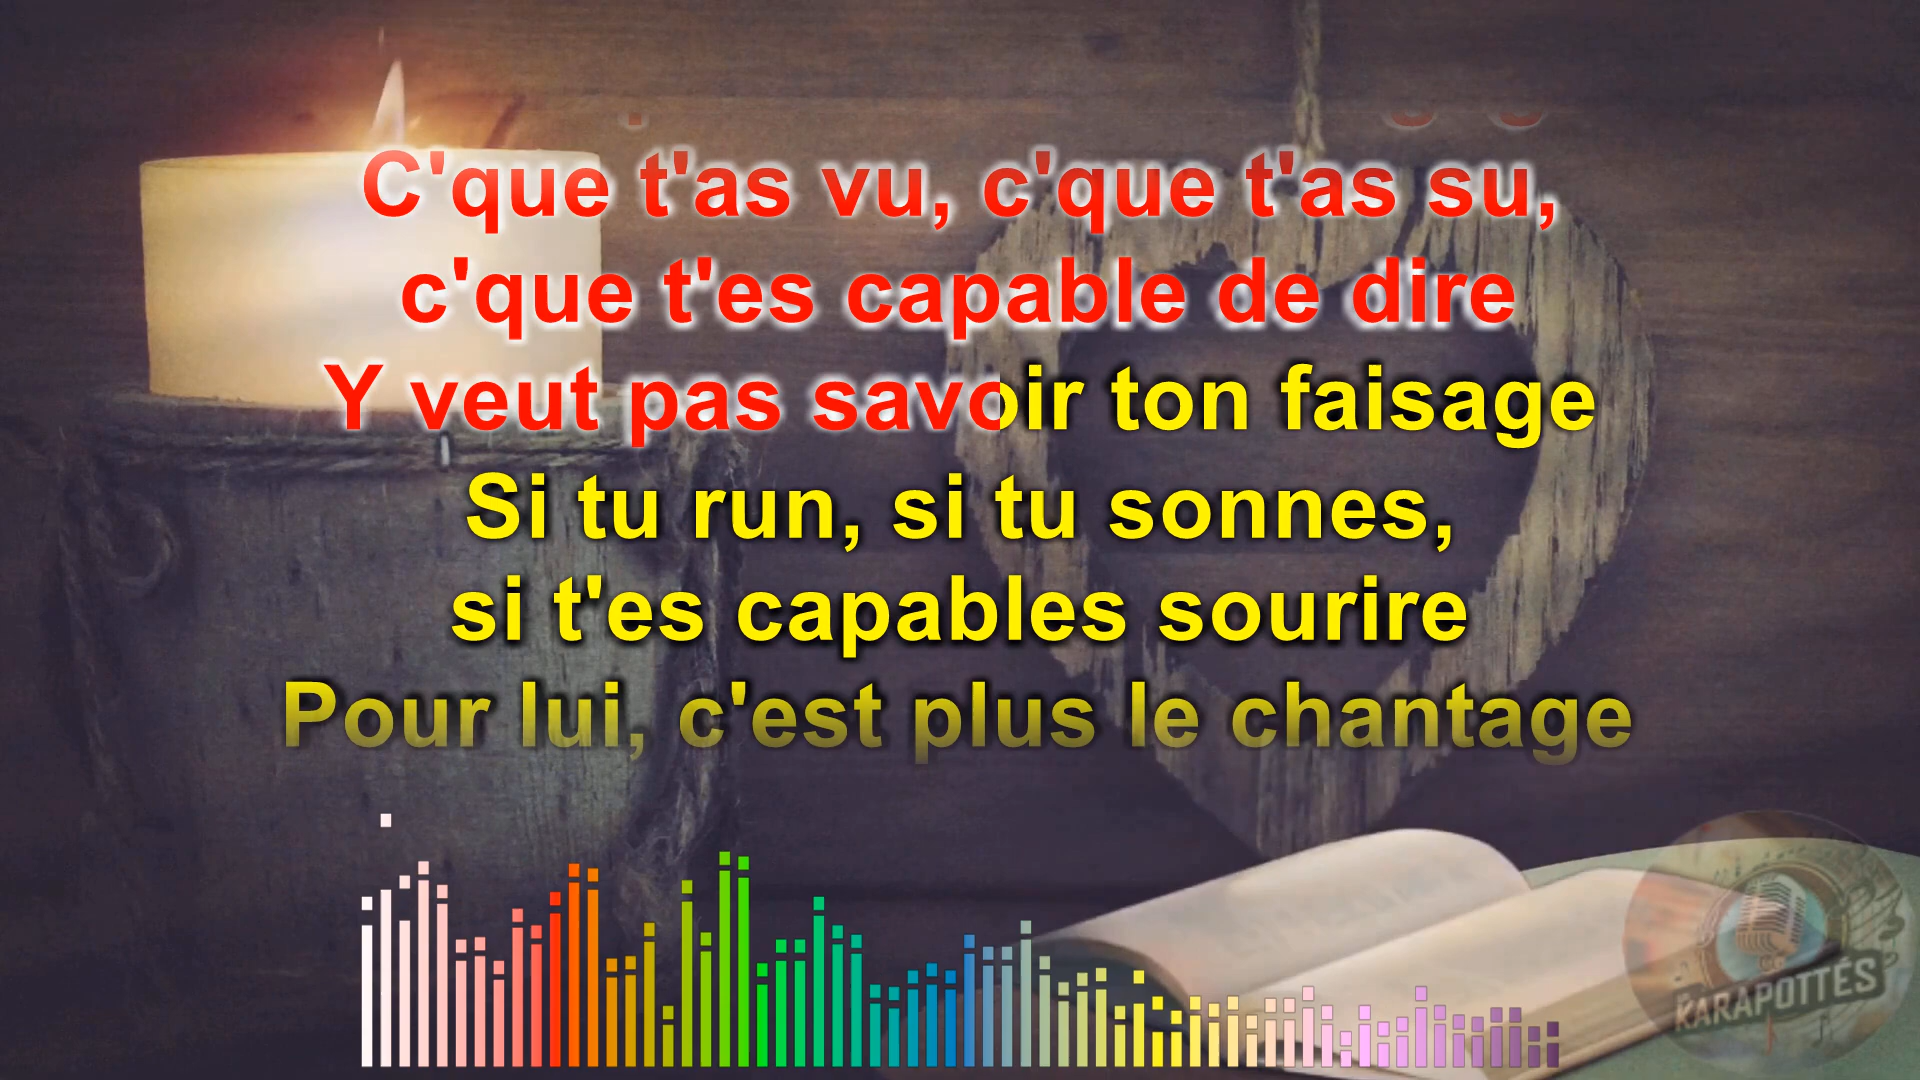 C'que t'as vu, c'que t'as su,
c'que t'es capable de dire
Y veut pas savoir ton faisage
Si tu run, si tu sonnes,
si t'es capables sourire
Pour lui, c'est plus le chantage
KARAPOTTÉS